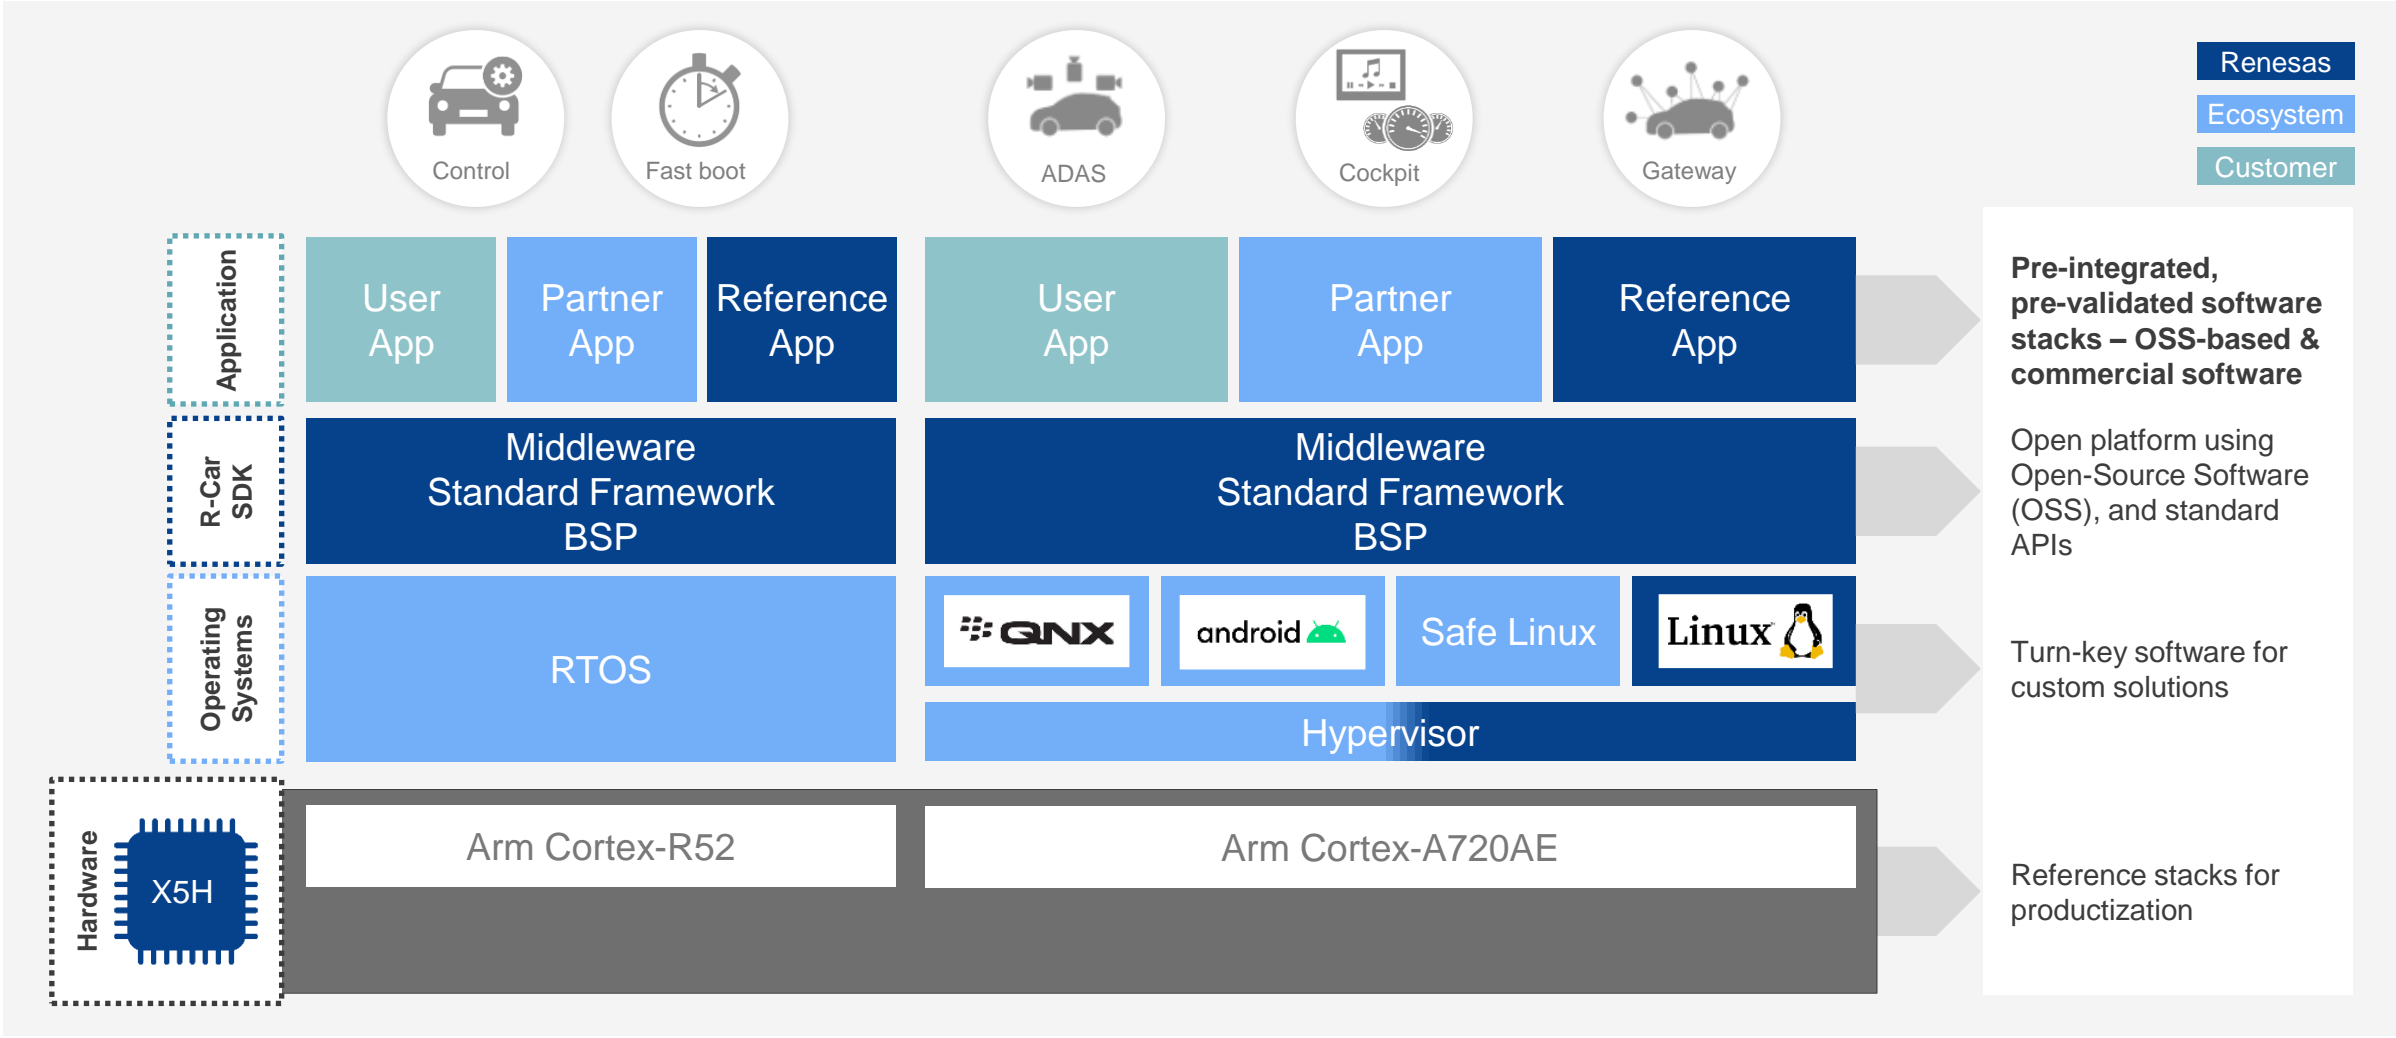 Control
Fast boot
ADAS
Cockpit
Gateway
Renesas
Ecosystem
Customer
Application
User
App
Partner
App
Reference
App
User
App
Partner
App
Reference
App
Pre-integrated,
pre-validated software
stacks – OSS-based &
commercial software
R-Car
SDK
Middleware
Standard Framework
BSP
Middleware
Standard Framework
BSP
Open platform using
Open-Source Software
(OSS), and standard
APIs
Operating
Systems
RTOS
QNX
android
Safe Linux
Linux
Hypervisor
Turn-key software for
custom solutions
Hardware
X5H
Arm Cortex-R52
Arm Cortex-A720AE
Reference stacks for
productization